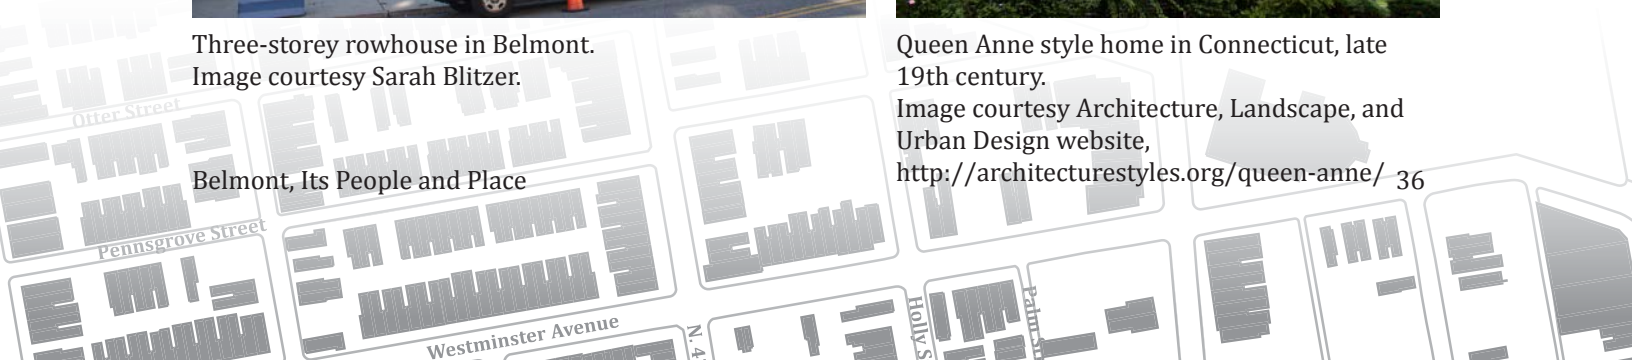 Three-storey rowhouse in Belmont.
Image courtesy Sarah Blitzer.
Queen Anne style home in Connecticut, late
19th century.
Image courtesy Architecture, Landscape, and
Urban Design website,
http://architecturestyles.org/queen-anne/
Belmont, Its People and Place
36
Otter Street
Pennsgrove Street
Westminster Avenue
Holly